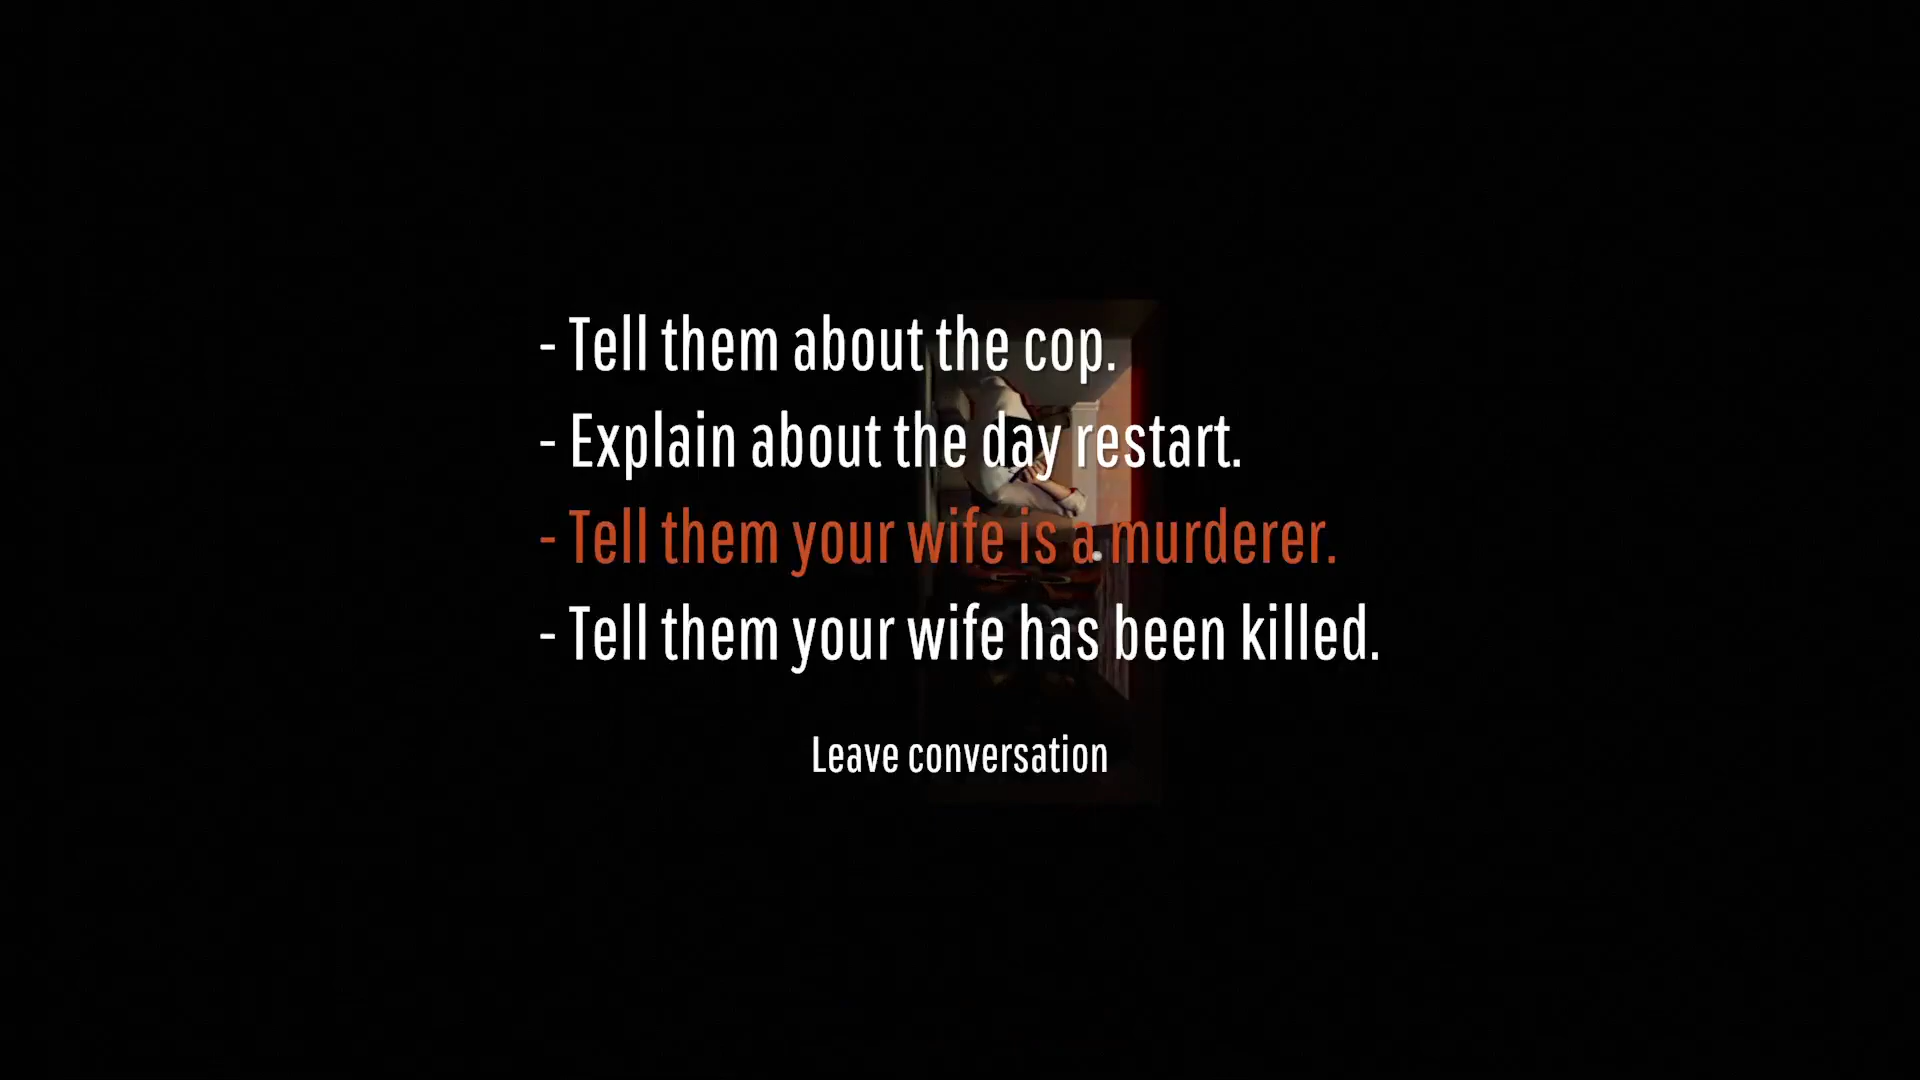 - Tell them about the cop.
- Explain about the day restart.
- Tell them your wife is a murderer.
- Tell them your wife has been killed.
Leave conversation